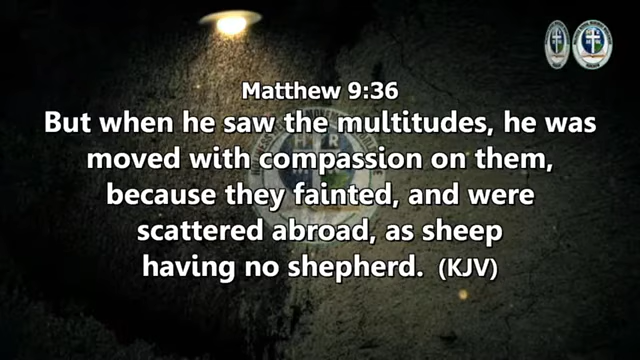 Matthew 9:36
But when he saw the multitudes, he was
moved with compassion on them,
because they fainted, and were
scattered abroad, as sheep
having no shepherd. (KJV)